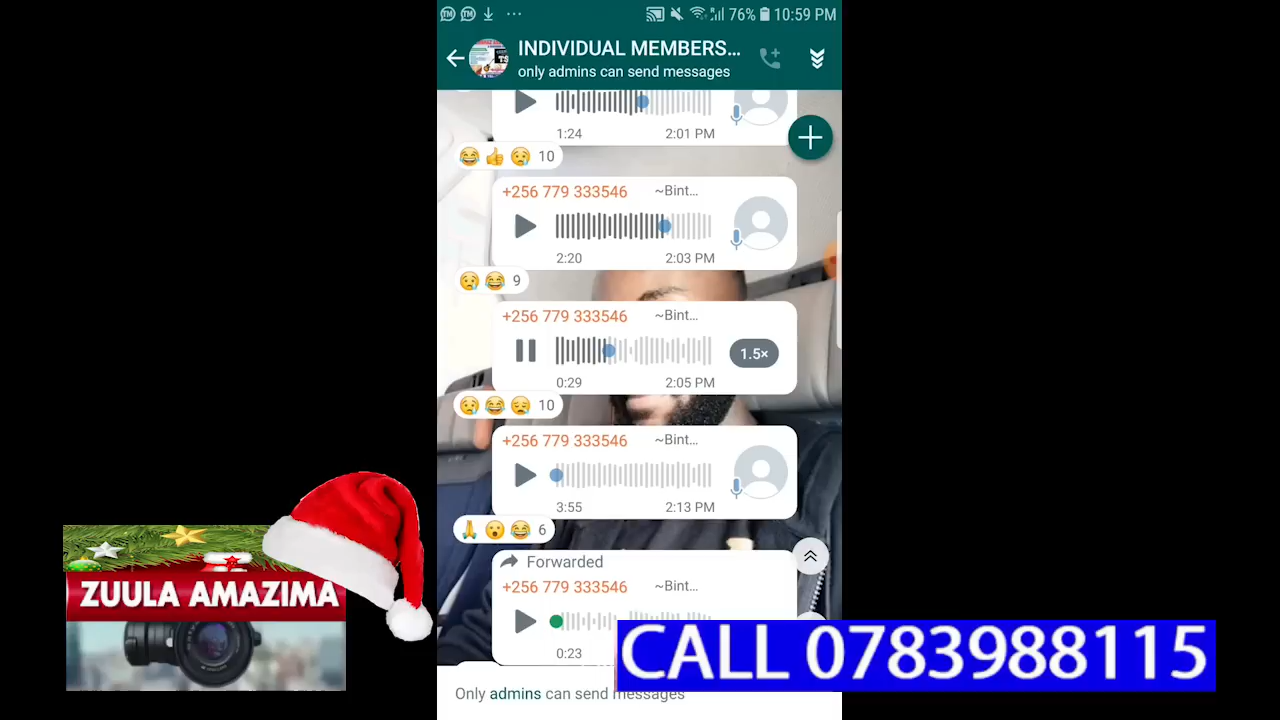 76% 10:59 PM
INDIVIDUAL MEMBERS...
only admins can send messages
1:24 2:01 PM
10
+256 779 333546 ~Bint...
2:20 2:03 PM
9
+256 779 333546 ~Bint...
1.5×
0:29 2:05 PM
10
+256 779 333546 ~Bint...
3:55 2:13 PM
6
Forwarded
+256 779 333546 ~Bint...
0:23
Only admins can send messages
ZUULA AMAZIMA
CALL 0783988115